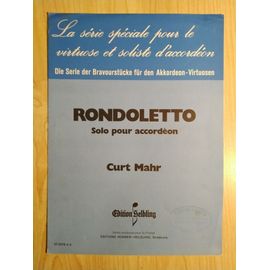 La série spéciale pour le
virtuose et soliste d'accordéon
Die Serie der Bravourstücke für den Akkordeon-Virtuosen
RONDOLETTO
Solo pour accordéon
Curt Mahr
Edition Helbling